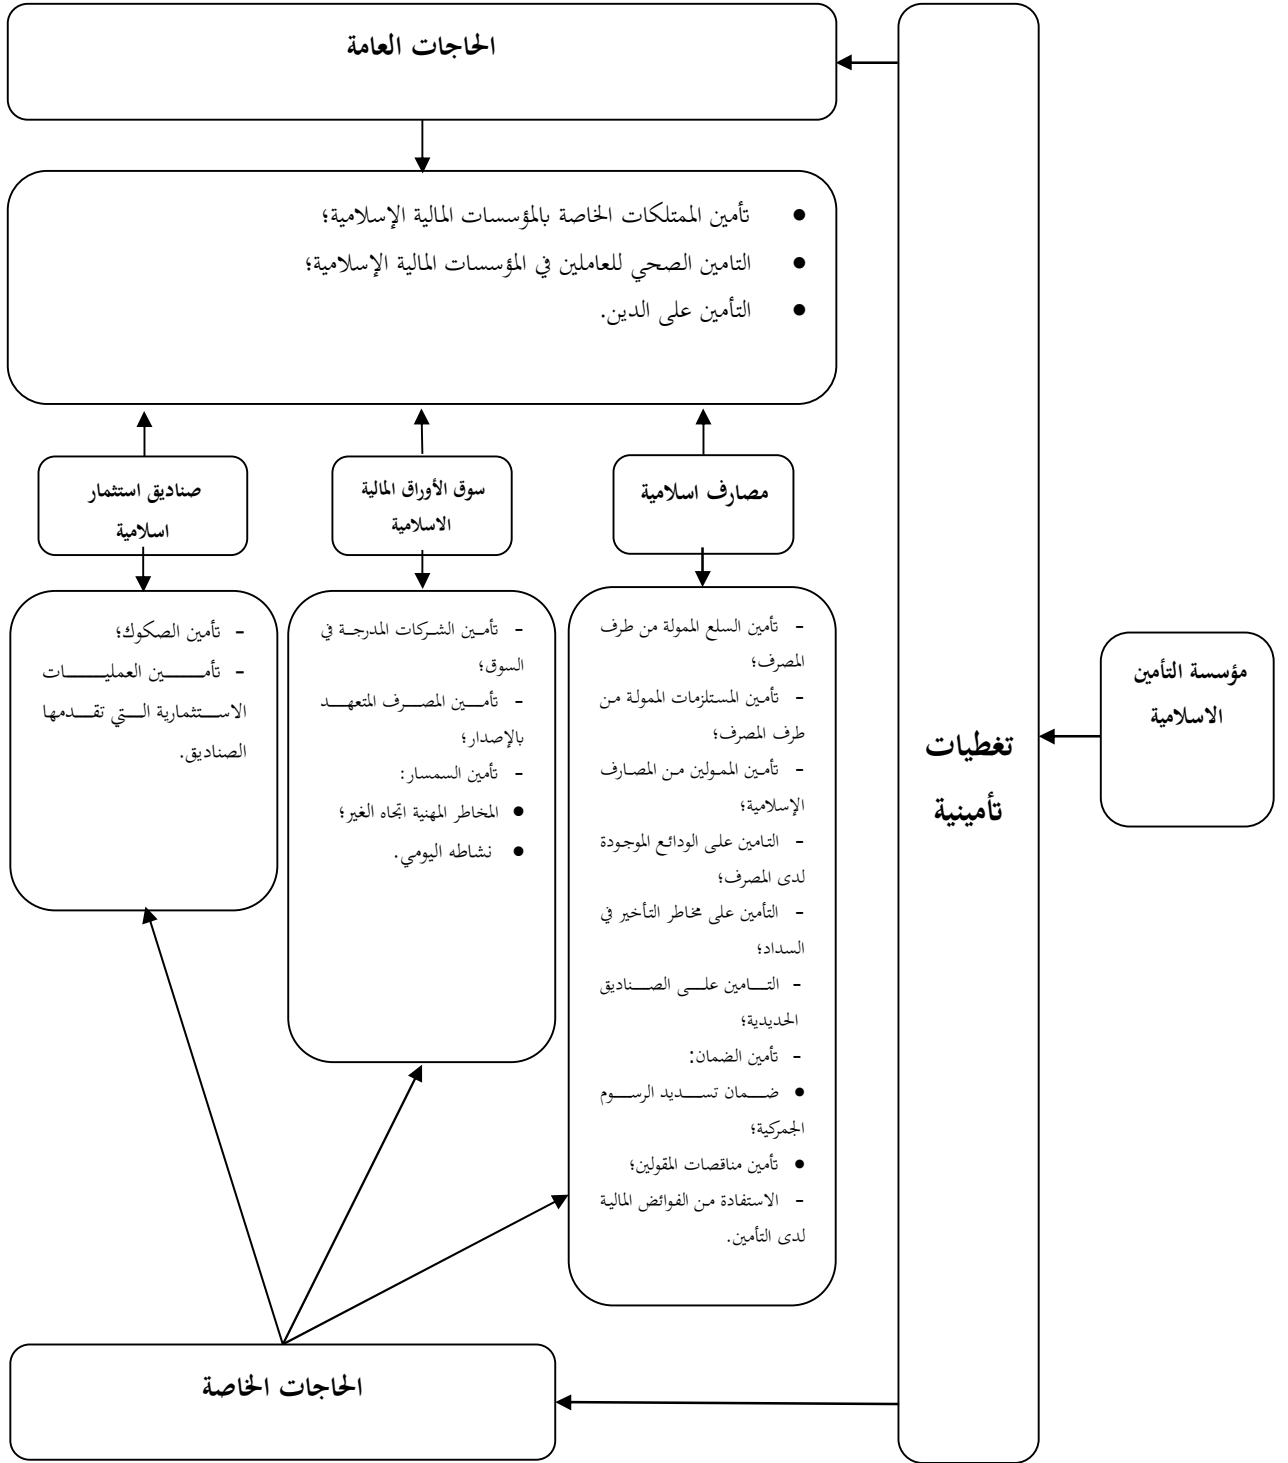 الحاجات العامة
● تأمين الممتلكات الخاصة بالمؤسسات المالية الإسلامية؛
● التامين الصحي للعاملين في المؤسسات المالية الإسلامية؛
● التأمين على الدين.
مؤسسة التأمين
الاسلامية
تغطيات
تأمينية
مصارف اسلامية
سوق الأوراق المالية
الاسلامية
صناديق استثمار
اسلامية
- تأمين السلع الممولة من طرف
المصرف؛
- تأمين المستلزمات الممولة من
طرف المصرف؛
- تأمين الممولين من المصارف
الإسلامية؛
- التامين على الودائع الموجودة
لدى المصرف؛
- التأمين على مخاطر التأخير في
السداد؛
- التامين على الصناديق
الحديدية؛
- تأمين الضمان:
● ضمان تسديد الرسوم
الجمركية؛
● تأمين مناقصات المقولين؛
- الاستفادة من الفوائض المالية
لدى التأمين.
- تأمين الشركات المدرجة في
السوق؛
- تأمين المصرف المتعهد
بالإصدار؛
- تأمين السمسار:
● المخاطر المهنية اتجاه الغير؛
● نشاطه اليومي.
- تأمين الصكوك؛
- تأمين العمليات
الاستثمارية التي تقدمها
الصناديق.
الحاجات الخاصة